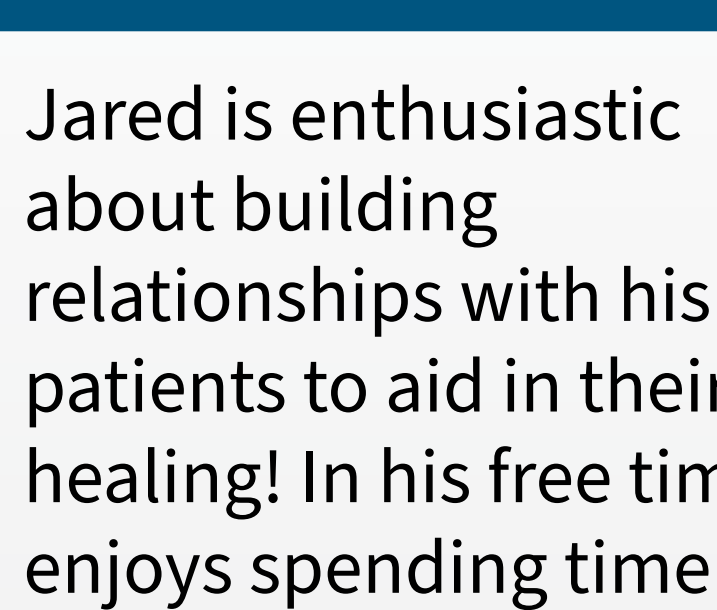 Jared is enthusiastic
about building
relationships with his
patients to aid in their
healing! In his free tim
enjoys spending time